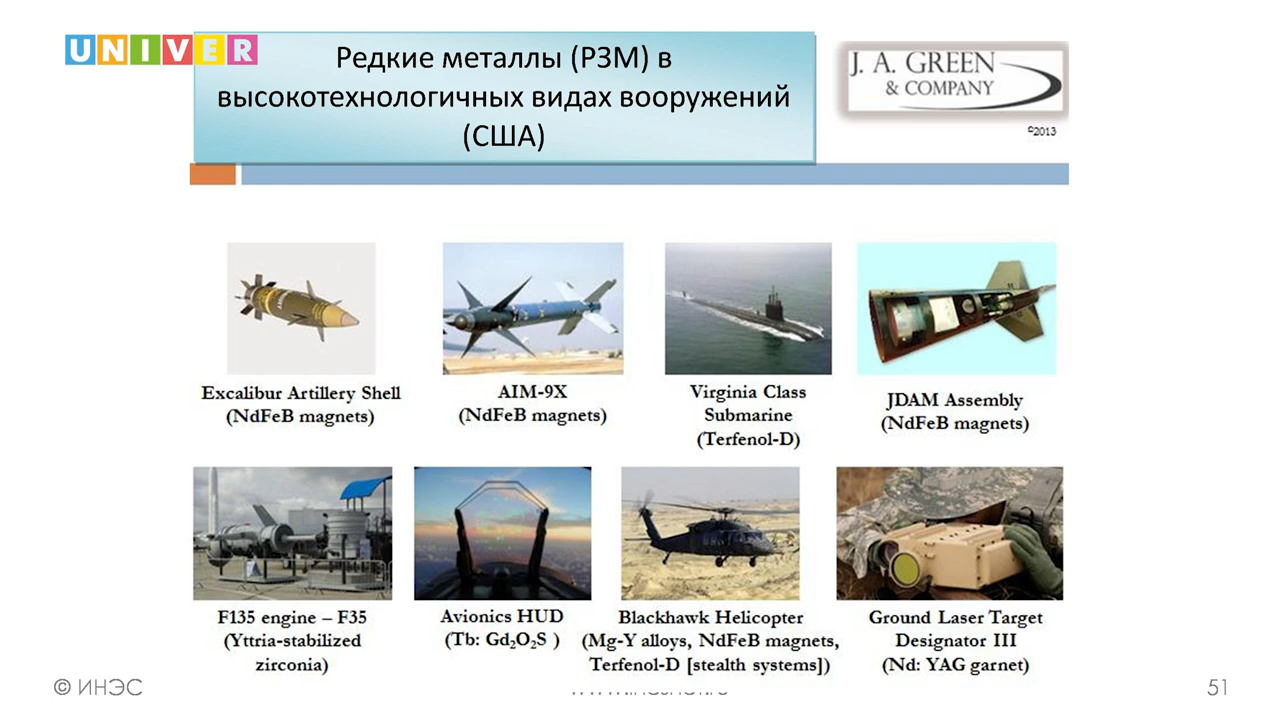 UNIVER
Редкие металлы (РЗМ) в
высокотехнологичных видах вооружений
(США)
J. A. GREEN
& COMPANY
©2013
Excalibur Artillery Shell
(NdFeB magnets)
AIM-9X
(NdFeB magnets)
Virginia Class
Submarine
(Terfenol-D)
JDAM Assembly
(NdFeB magnets)
F135 engine – F35
(Yttria-stabilized
zirconia)
Avionics HUD
(Tb: Gd₂O₂S )
Blackhawk Helicopter
(Mg-Y alloys, NdFeB magnets,
Terfenol-D [stealth systems])
Ground Laser Target
Designator III
(Nd: YAG garnet)
© ИНЭС
51